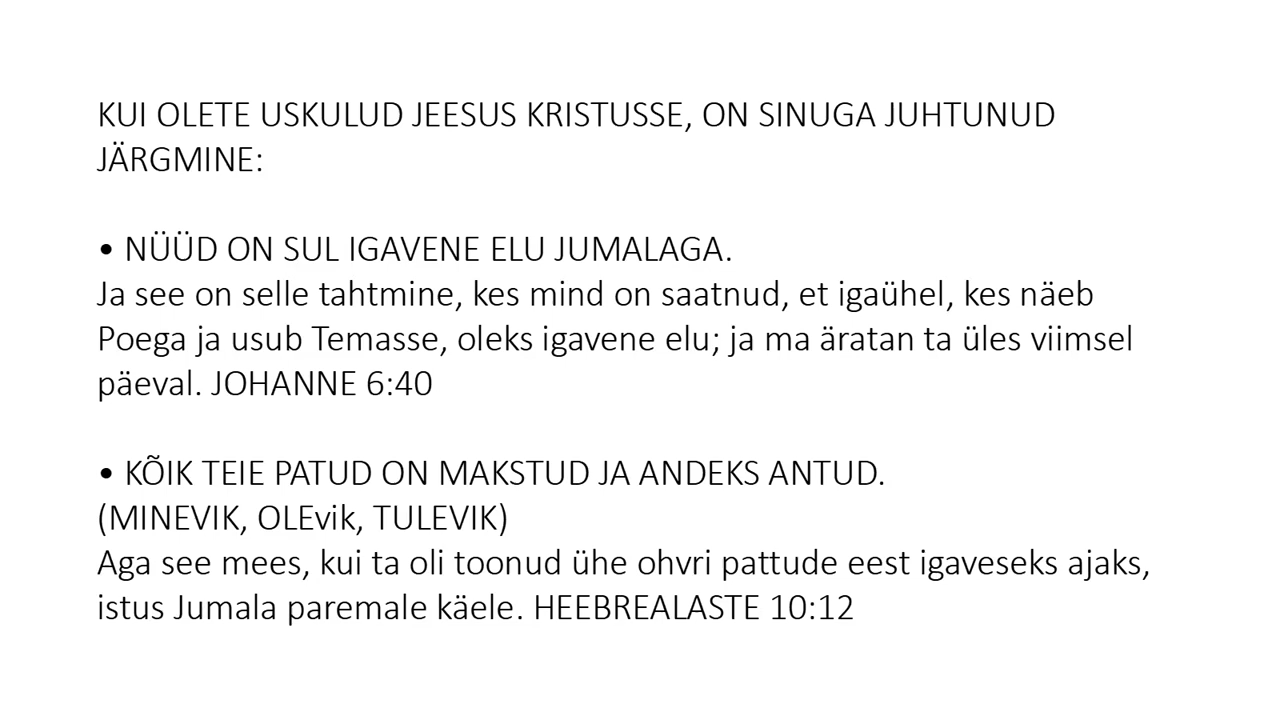 KUI OLETE USKULUD JEESUS KRISTUSSE, ON SINUGA JUHTUNUD
JÄRGMINE:
• NÜÜD ON SUL IGAVENE ELU JUMALAGA.
Ja see on selle tahtmine, kes mind on saatnud, et igaühel, kes näeb
Poega ja usub Temasse, oleks igavene elu; ja ma äratan ta üles viimsel
päeval. JOHANNE 6:40
• KÕIK TEIE PATUD ON MAKSTUD JA ANDEKS ANTUD.
(MINEVIK, OLEvik, TULEVIK)
Aga see mees, kui ta oli toonud ühe ohvri pattude eest igaveseks ajaks,
istus Jumala paremale käele. HEEBREALASTE 10:12